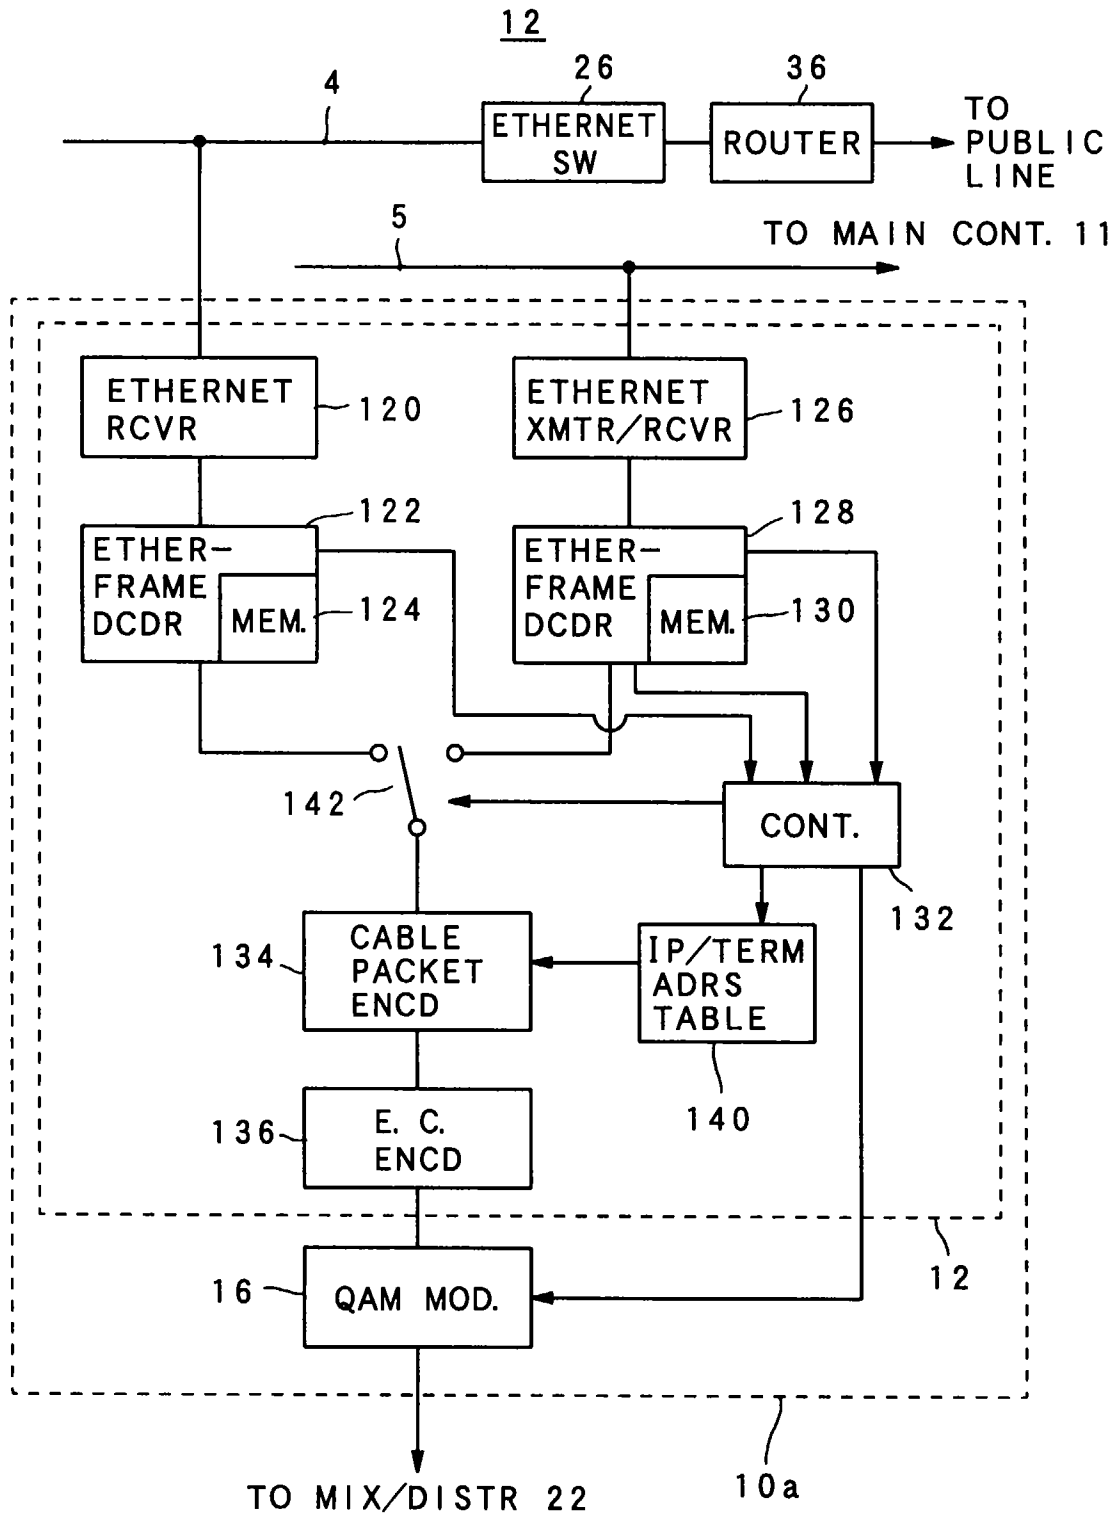 12
26
36
4
ETHERNET
SW
ROUTER
TO
PUBLIC
LINE
5
TO MAIN CONT. 11
ETHERNET
RCVR
120
ETHERNET
XMTR/RCVR
126
122
ETHER-
FRAME
DCDR
MEM.
124
128
ETHER-
FRAME
DCDR
MEM.
130
142
CONT.
132
134
CABLE
PACKET
ENCD
IP/TERM
ADRS
TABLE
140
136
E. C.
ENCD
12
16
QAM MOD.
10a
TO MIX/DISTR 22